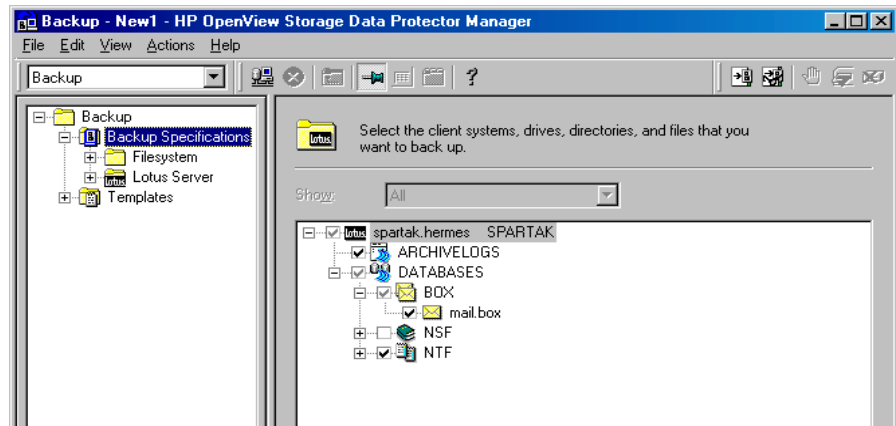 Backup - New1 - HP OpenView Storage Data Protector Manager
File Edit View Actions Help
Backup
Backup
Backup Specifications
Filesystem
Lotus Server
Templates
Select the client systems, drives, directories, and files that you
want to back up.
Show:
All
spartak.hermes SPARTAK
ARCHIVELOGS
DATABASES
BOX
mail.box
NSF
NTF